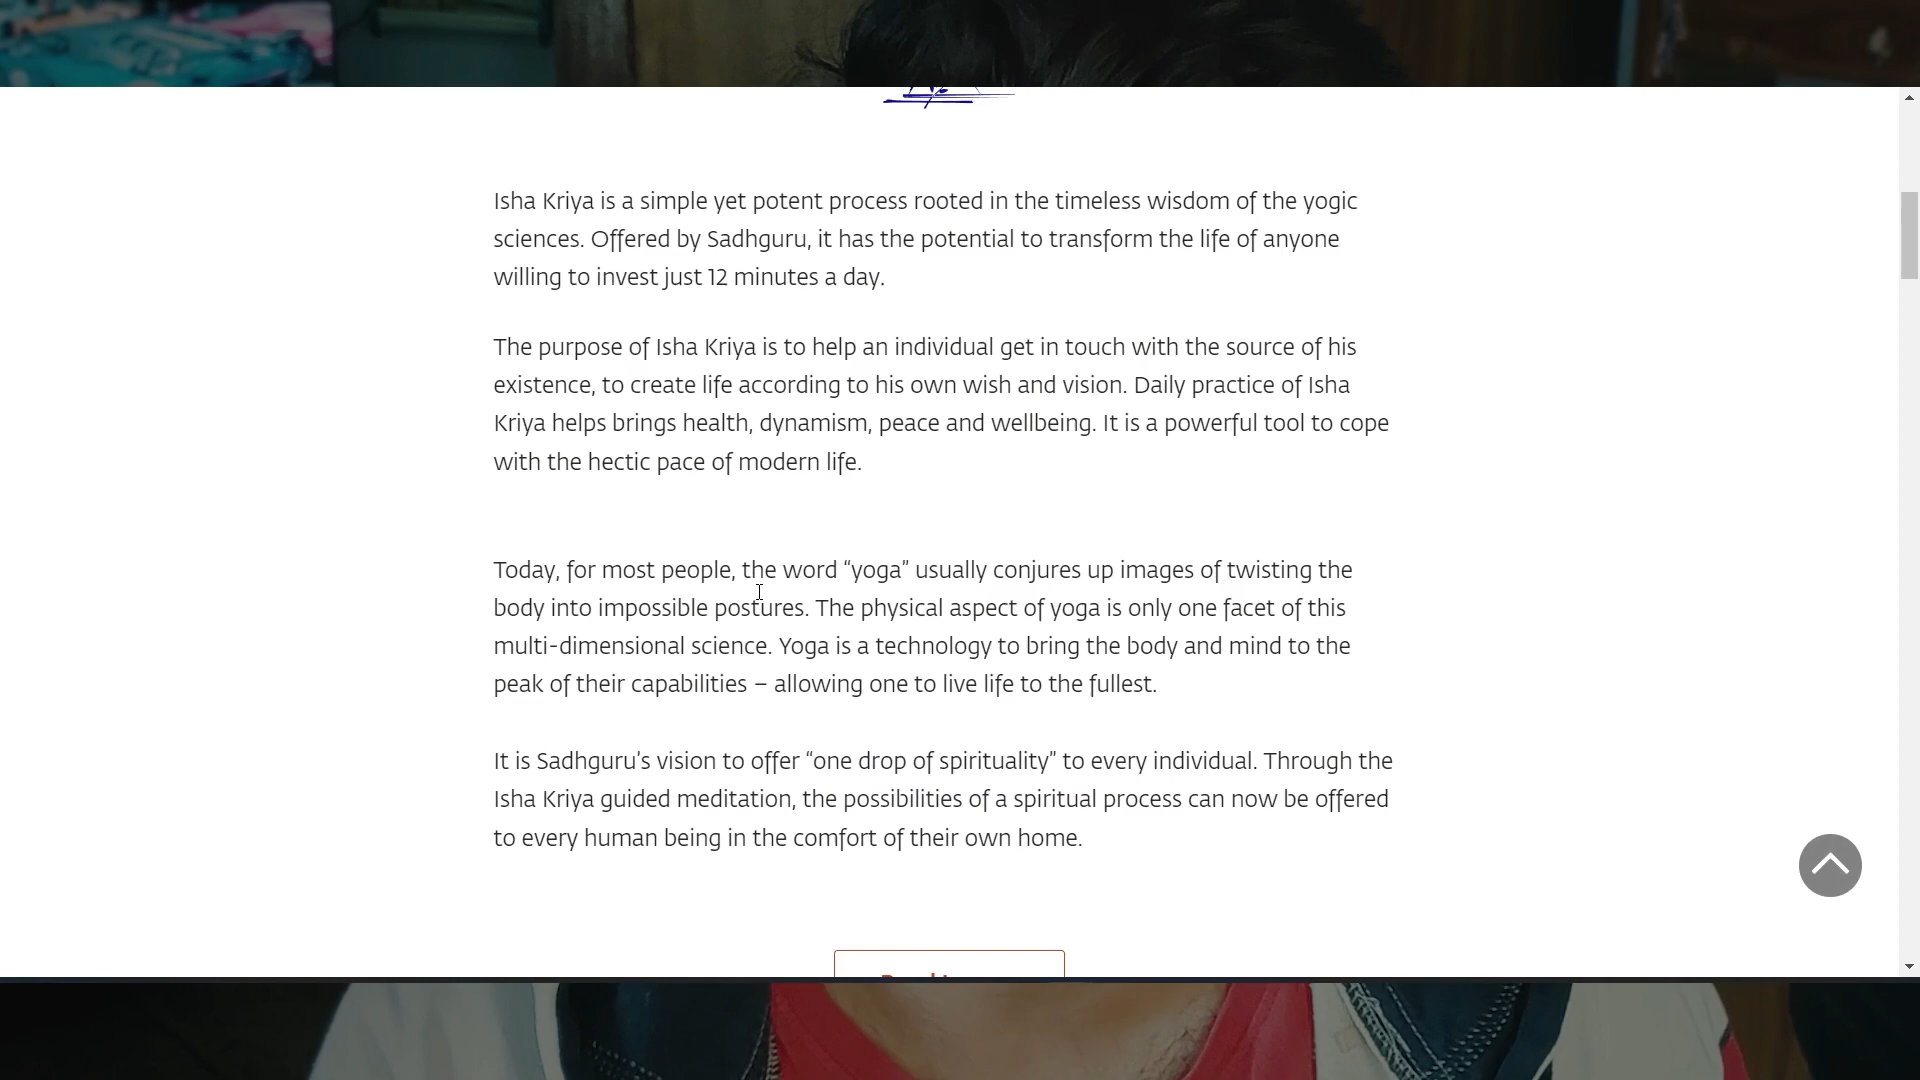 Isha Kriya is a simple yet potent process rooted in the timeless wisdom of the yogic
sciences. Offered by Sadhguru, it has the potential to transform the life of anyone
willing to invest just 12 minutes a day.
The purpose of Isha Kriya is to help an individual get in touch with the source of his
existence, to create life according to his own wish and vision. Daily practice of Isha
Kriya helps brings health, dynamism, peace and wellbeing. It is a powerful tool to cope
with the hectic pace of modern life.
Today, for most people, the word “yoga” usually conjures up images of twisting the
body into impossible postures. The physical aspect of yoga is only one facet of this
multi-dimensional science. Yoga is a technology to bring the body and mind to the
peak of their capabilities – allowing one to live life to the fullest.
It is Sadhguru’s vision to offer “one drop of spirituality” to every individual. Through the
Isha Kriya guided meditation, the possibilities of a spiritual process can now be offered
to every human being in the comfort of their own home.